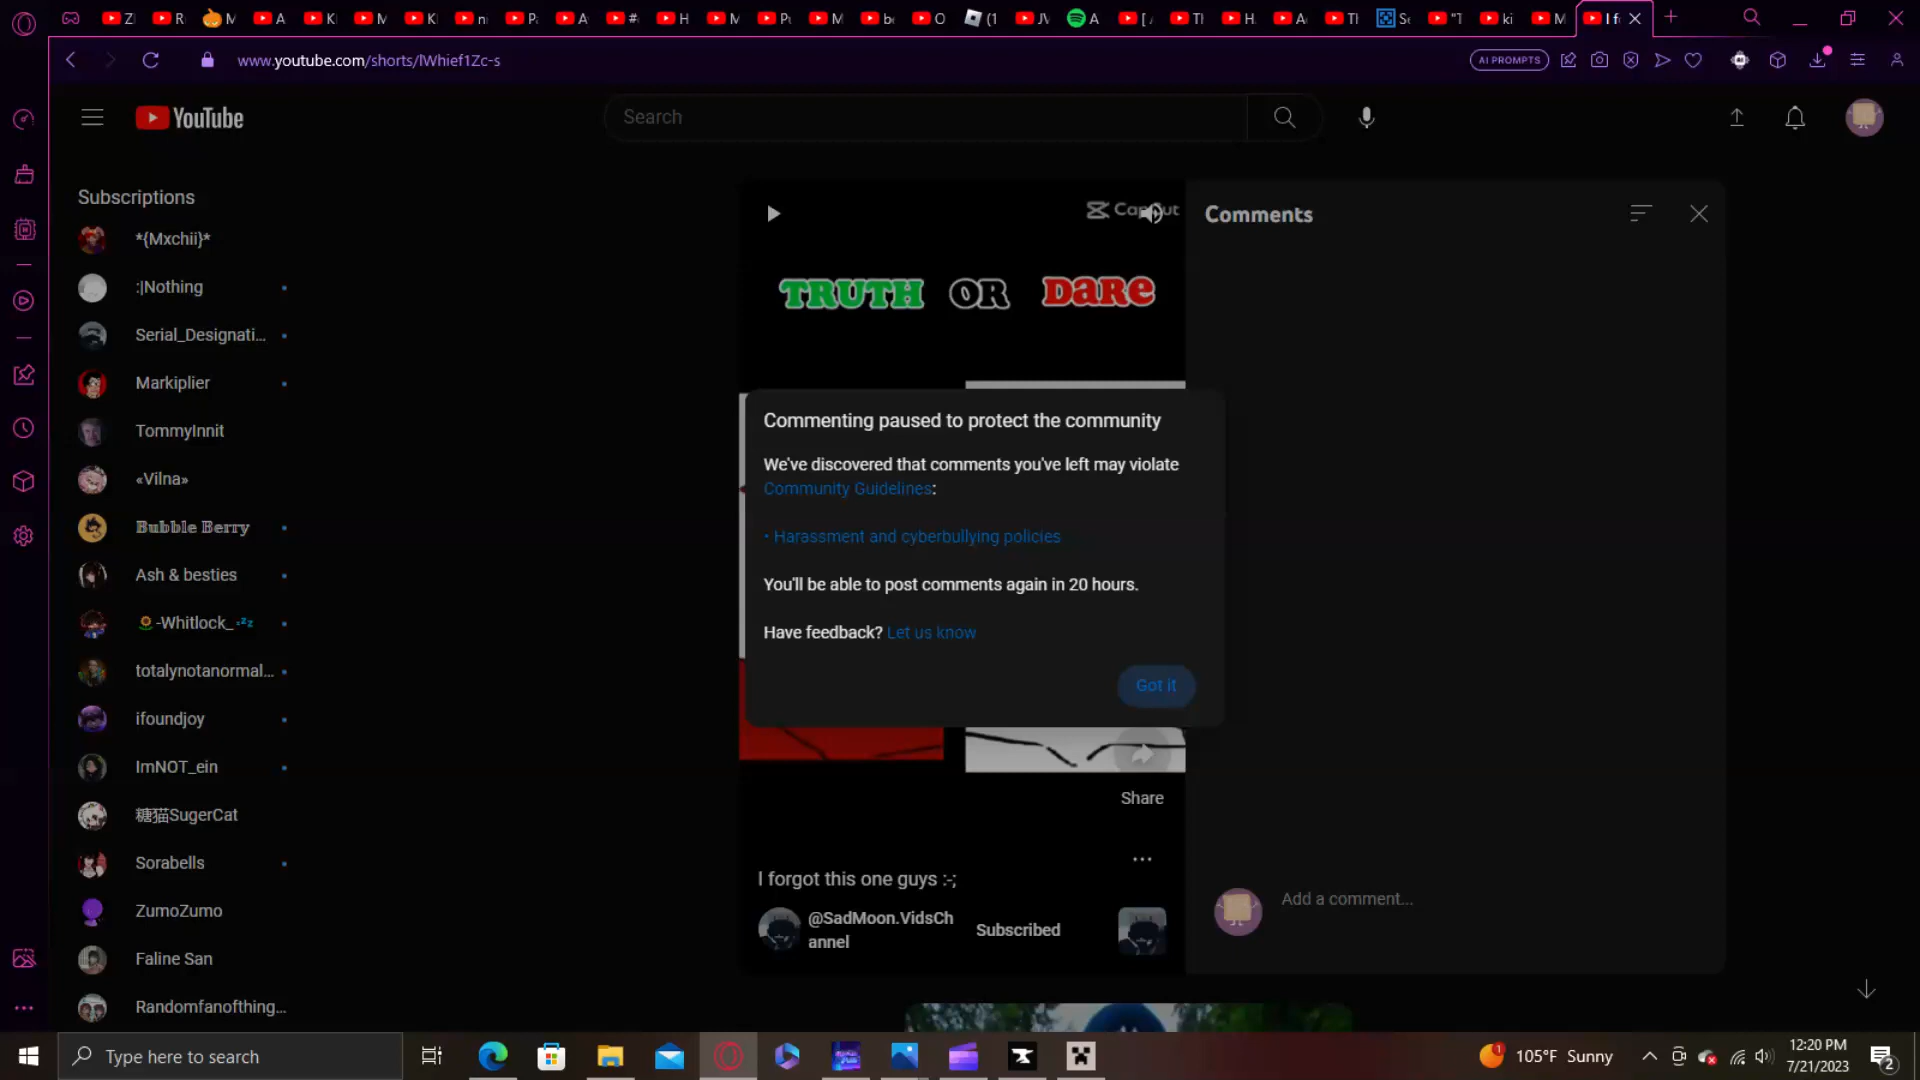 www.youtube.com/shorts/lWhief1Zc-s
AI PROMPTS
YouTube
Search
Subscriptions
*{Mxchii}*
:|Nothing
Serial_Designati...
Markiplier
TommyInnit
«Vilna»
𝔹𝕦𝕓𝕓𝕝𝕖 𝔹𝕖𝕣𝕣𝕪
Ash & besties
🌻-Whitlock_💤
totalynotanormal...
ifoundjoy
ImNOT_ein
糖猫SugerCat
Sorabells
ZumoZumo
Faline San
Randomfanofthing...
CapCut
TRUTH OR DARE
Comments
Commenting paused to protect the community
We've discovered that comments you've left may violate
Community Guidelines:
• Harassment and cyberbullying policies
You'll be able to post comments again in 20 hours.
Have feedback? Let us know
Got it
Share
I forgot this one guys :-;
@SadMoon.VidsCh
annel
Subscribed
Add a comment...
Type here to search
105°F Sunny
12:20 PM
7/21/2023
2